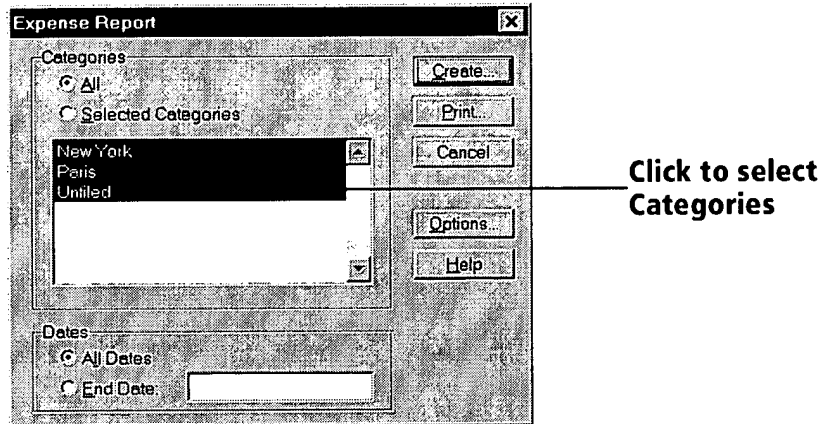 Expense Report
Categories
All
Selected Categories
New York
Paris
Untiled
Create...
Print...
Cancel
Options...
Help
Click to select
Categories
Dates
All Dates
End Date: